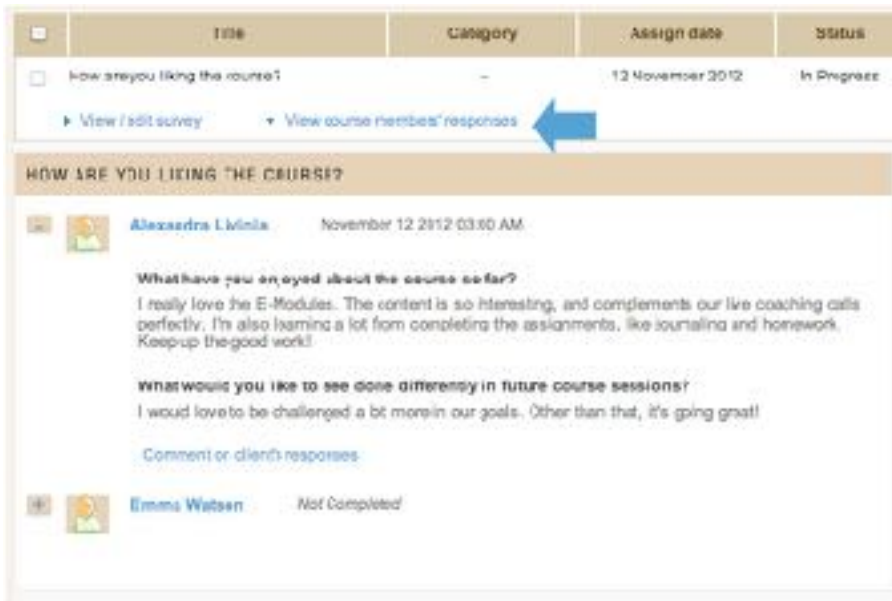 Title Category Assign date Status
How are you liking the course? - 12 November 2012 In Progress
View / edit survey View course members' responses
HOW ARE YOU LIKING THE COURSE?
Alexandra November 12 2012 AM
What have you enjoyed about the course so far?
I really love the E-Modules. The content is so interesting, and complements our live coaching calls
perfectly. I'm also learning a lot from completing the assignments, like journaling and homework.
Keep up the good work!
What would you like to see done differently in future course sessions?
I would love to be challenged a bit more in our goals. Other than that, it's going great!
Comment on client's responses
Emma Watson Not Completed